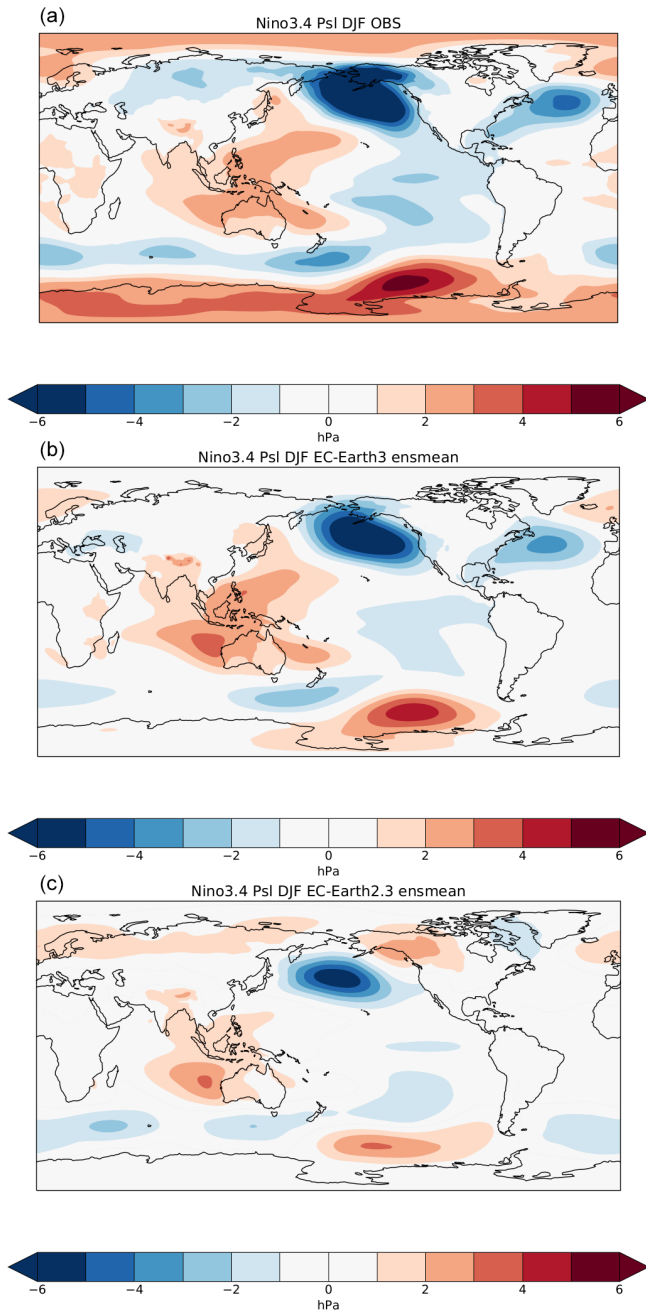 (a)
Nino3.4 Psl DJF OBS
−6 −4 −2 0 2 4 6
hPa
(b)
Nino3.4 Psl DJF EC-Earth3 ensmean
−6 −4 −2 0 2 4 6
hPa
(c)
Nino3.4 Psl DJF EC-Earth2.3 ensmean
−6 −4 −2 0 2 4 6
hPa